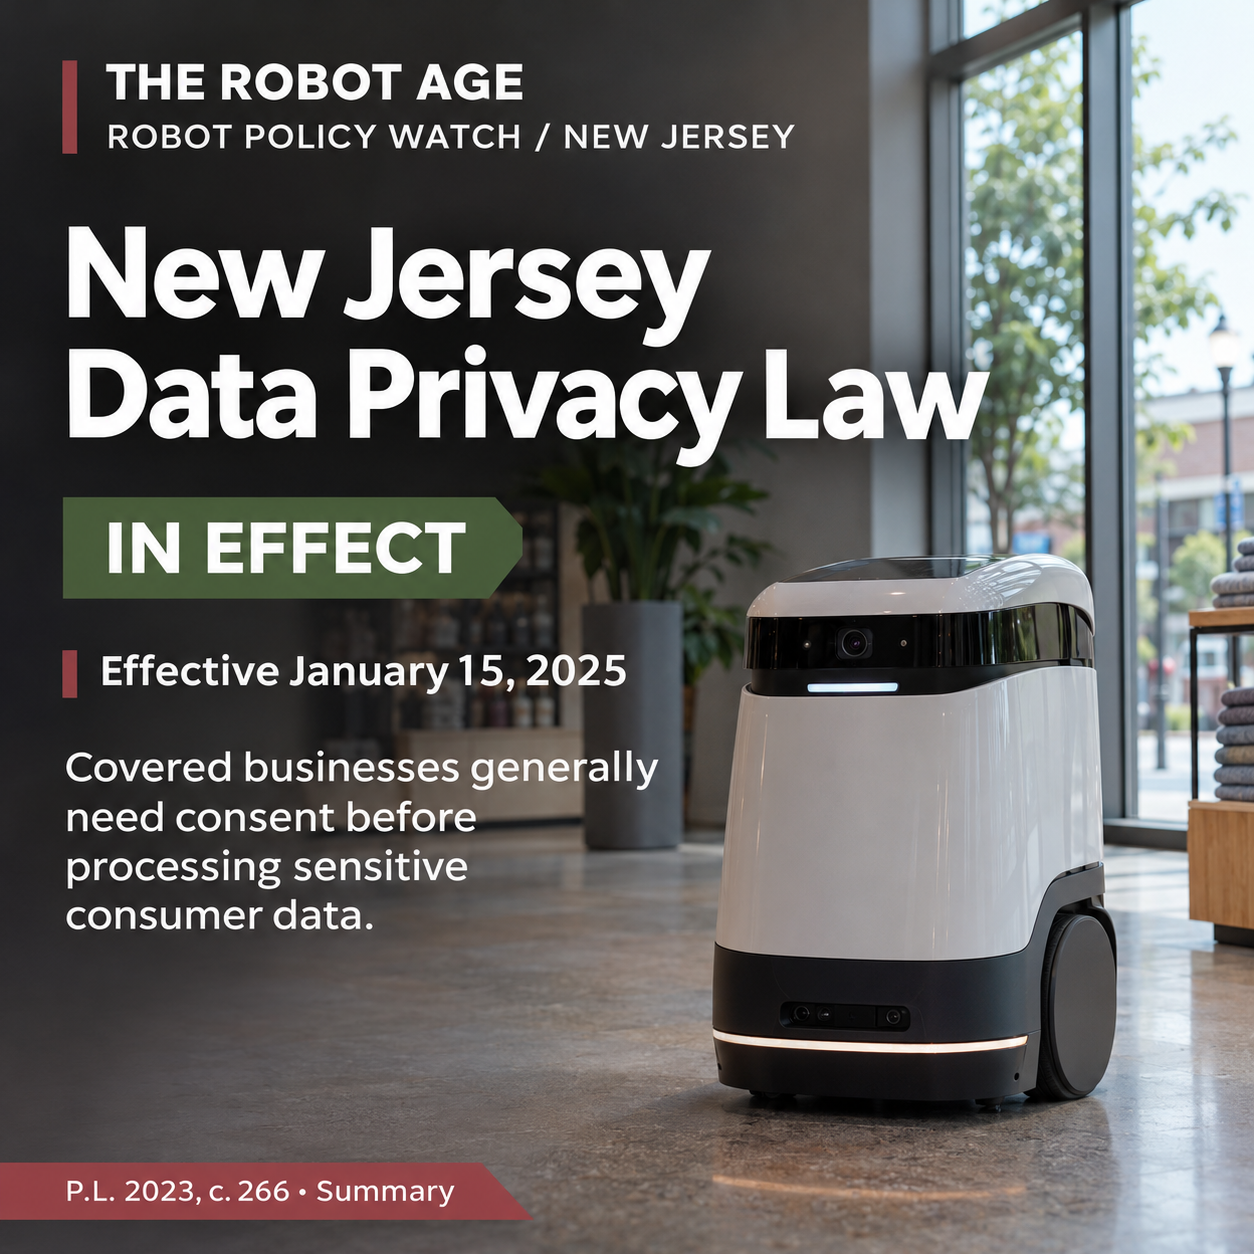 THE ROBOT AGE
ROBOT POLICY WATCH / NEW JERSEY
New Jersey
Data Privacy Law
IN EFFECT
Effective January 15, 2025
Covered businesses generally
need consent before
processing sensitive
consumer data.
P.L. 2023, c. 266 • Summary